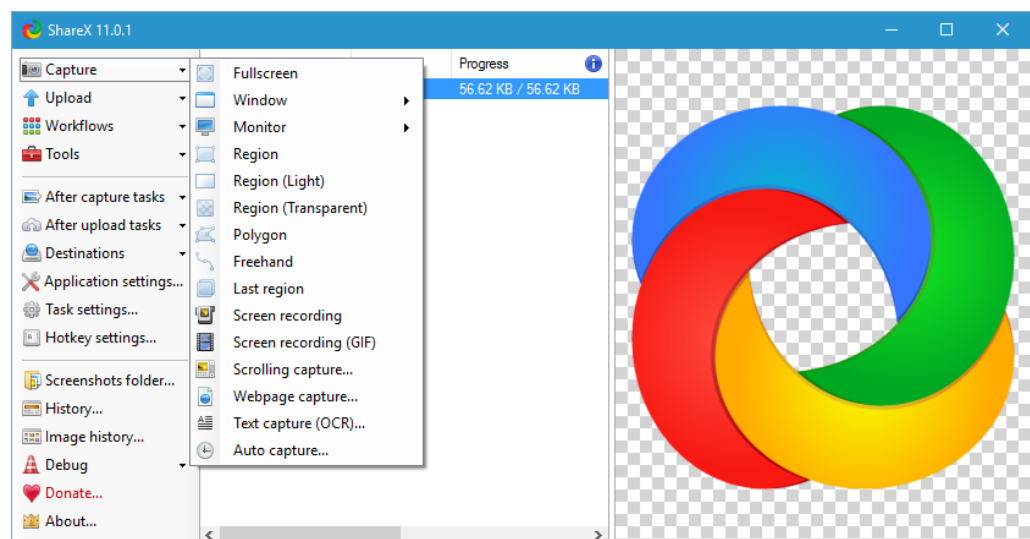 ShareX 11.0.1
Capture
Upload
Workflows
Tools
After capture tasks
After upload tasks
Destinations
Application settings...
Task settings...
Hotkey settings...
Screenshots folder...
History...
Image history...
Debug
Donate...
About...
Fullscreen
Window
Monitor
Region
Region (Light)
Region (Transparent)
Polygon
Freehand
Last region
Screen recording
Screen recording (GIF)
Scrolling capture...
Webpage capture...
Text capture (OCR)...
Auto capture...
Progress
56.62 KB / 56.62 KB